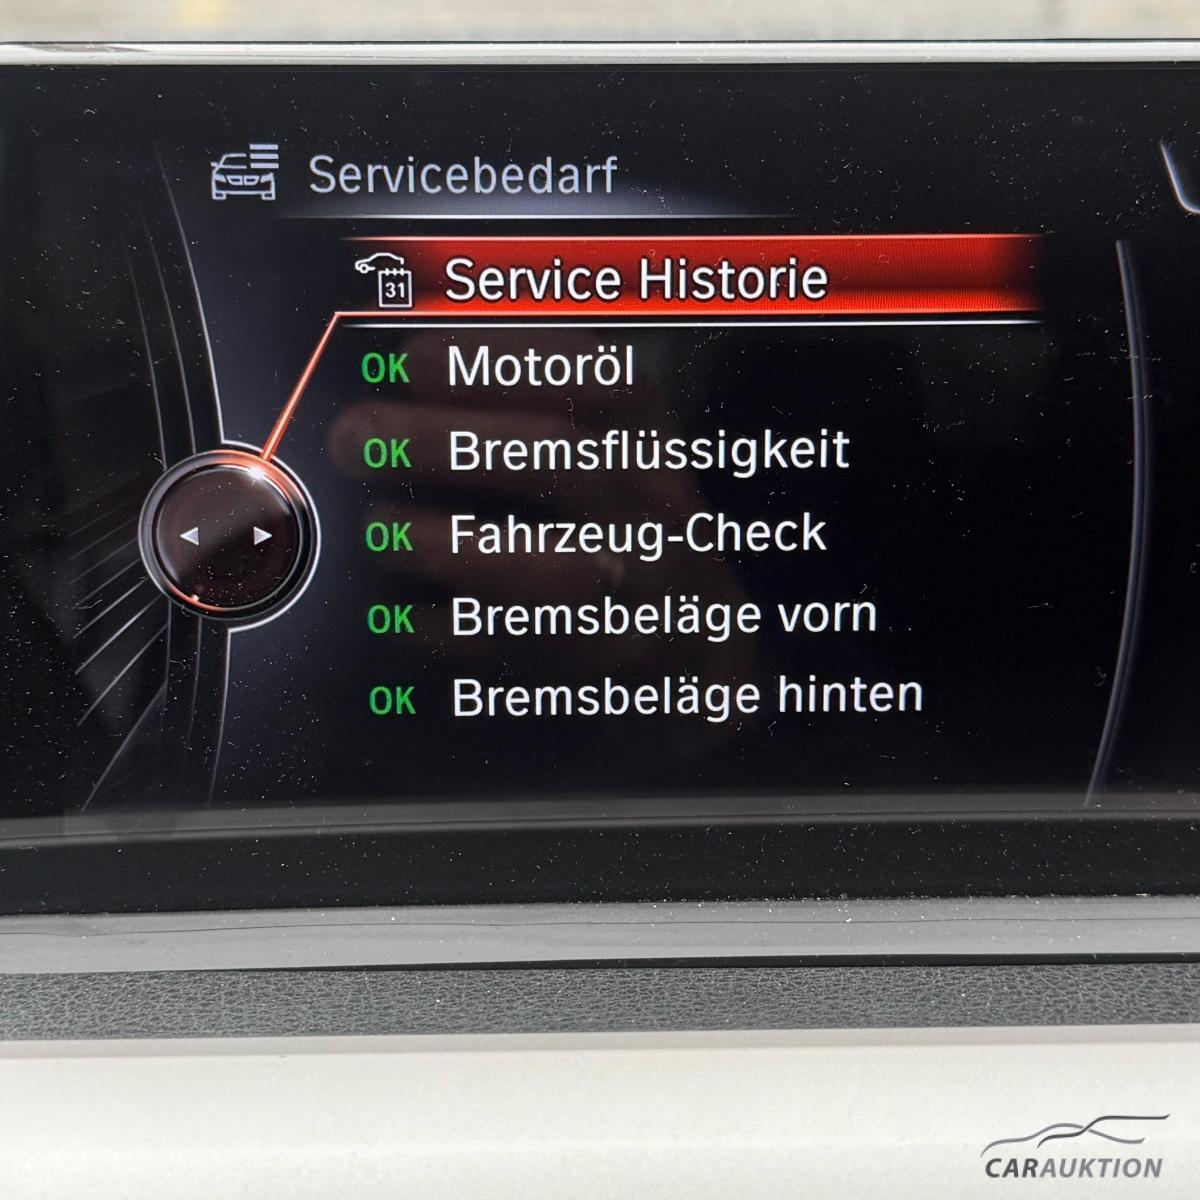 Servicebedarf
31 Service Historie
OK Motoröl
OK Bremsflüssigkeit
OK Fahrzeug-Check
OK Bremsbeläge vorn
OK Bremsbeläge hinten
CARAUKTION